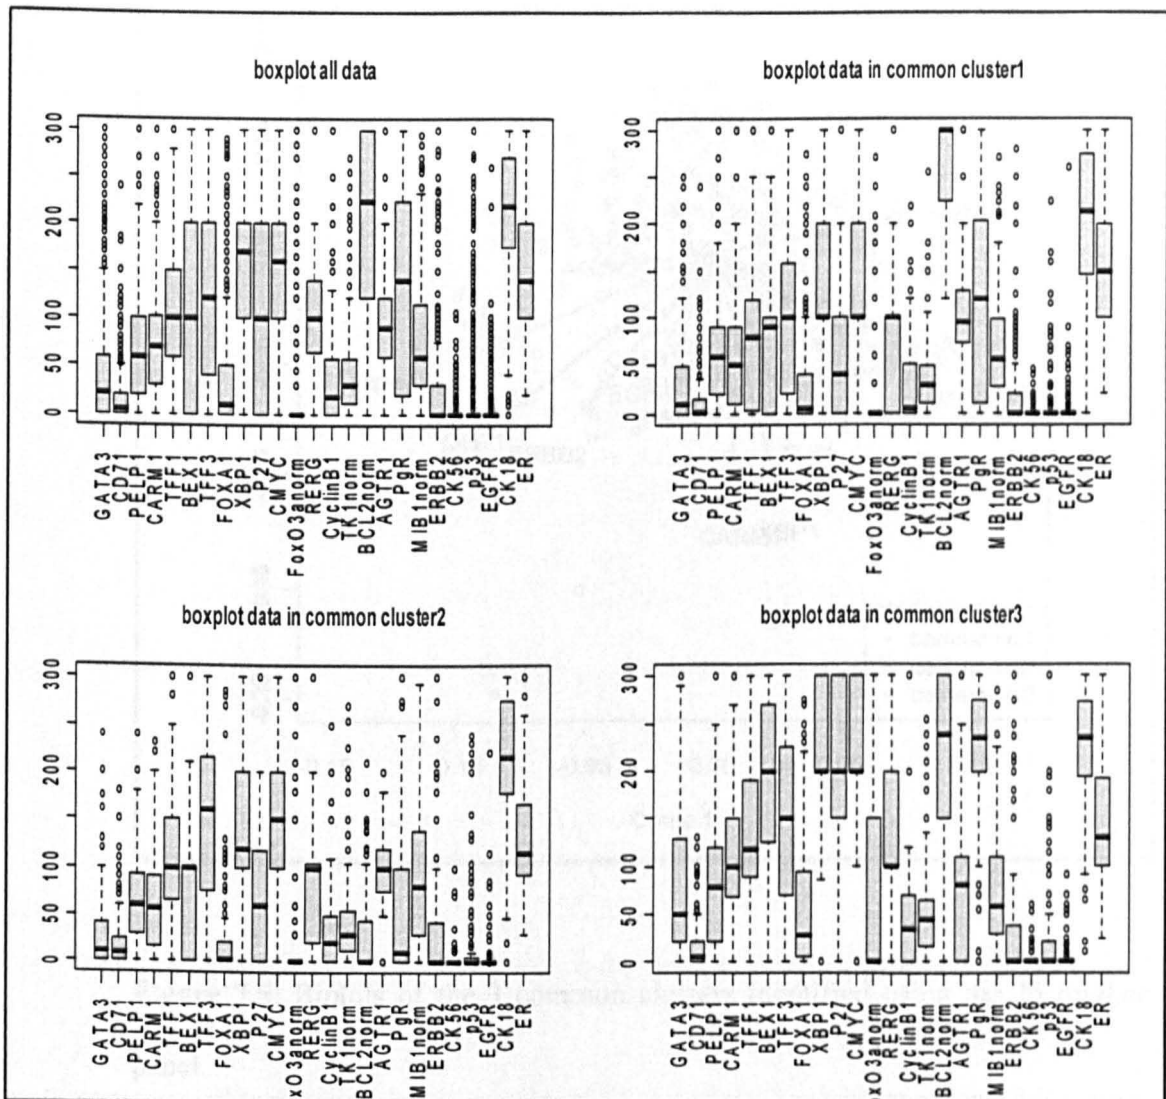 boxplot all data
300
200
100
50
0
GATA3
CD71
PELP1
CARM1
TFF1
BEX1
TFF3
FOXA1
XBP1
P27
CMYC
FoxO3anorm
RERG
CyclinB1
TK1norm
BCL2norm
AGTR1
PgR
MIB1norm
ERBB2
CK56
p53
EGFR
CK18
ER
boxplot data in common cluster1
300
200
100
50
0
GATA3
CD71
PELP1
CARM1
TFF1
BEX1
TFF3
FOXA1
XBP1
P27
CMYC
FoxO3anorm
RERG
CyclinB1
TK1norm
BCL2norm
AGTR1
PgR
MIB1norm
ERBB2
CK56
p53
EGFR
CK18
ER
boxplot data in common cluster2
300
200
100
50
0
GATA3
CD71
PELP1
CARM1
TFF1
BEX1
TFF3
FOXA1
XBP1
P27
CMYC
xO3anorm
RERG
CyclinB1
TK1norm
BCL2norm
AGTR1
PgR
MIB1norm
ERBB2
CK56
p53
EGFR
CK18
ER
boxplot data in common cluster3
300
200
100
50
0
GATA3
CD71
PELP1
CARM1
TFF1
BEX1
TFF3
FOXA1
XBP1
P27
CMYC
FoxO3anorm
RERG
CyclinB1
TK1norm
BCL2norm
AGTR1
PgR
MIB1norm
ERBB2
CK56
p53
EGFR
CK18
ER